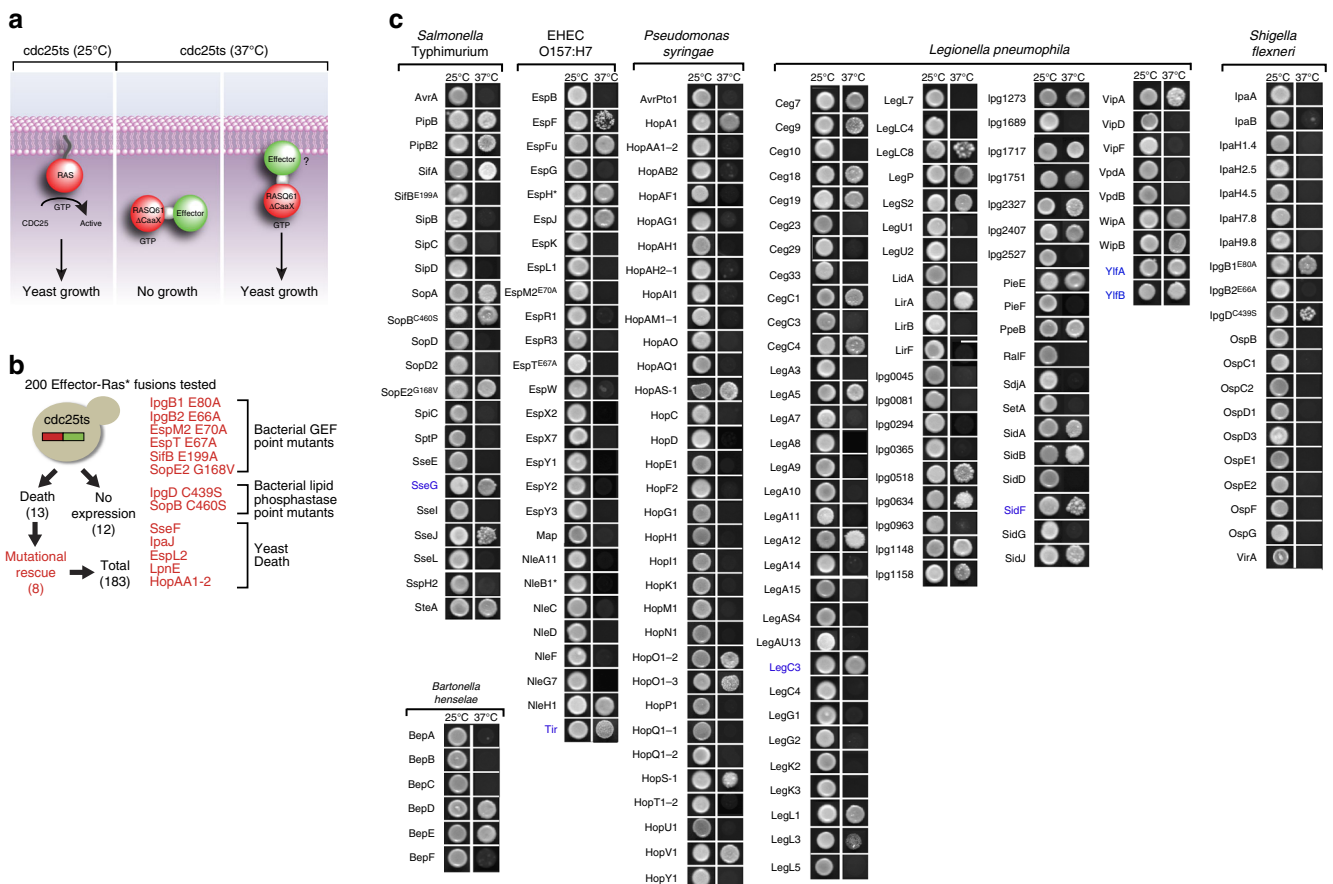 a
cdc25ts (25°C)
cdc25ts (37°C)
RAS
GTP
CDC25
Active
Yeast growth
RASQ61
ΔCaaX
Effector
GTP
No growth
Effector
?
RASQ61
ΔCaaX
GTP
Yeast growth
b
200 Effector-Ras* fusions tested
cdc25ts
Death
(13)
No
expression
(12)
Mutational
rescue
(8)
Total
(183)
IpgB1 E80A
IpgB2 E66A
EspM2 E70A
EspT E67A
SifB E199A
SopE2 G168V
Bacterial GEF
point mutants
IpgD C439S
SopB C460S
Bacterial lipid
phosphastase
point mutants
SseF
IpaJ
EspL2
LpnE
HopAA1-2
Yeast
Death
c
Salmonella
Typhimurium
25°C 37°C
AvrA
PipB
PipB2
SifA
SifBE199A
SipB
SipC
SipD
SopA
SopBC460S
SopD
SopD2
SopE2G168V
SpiC
SptP
SseE
SseG
SseI
SseJ
SseL
SspH2
SteA
Bartonella
henselae
25°C 37°C
BepA
BepB
BepC
BepD
BepE
BepF
EHEC
O157:H7
25°C 37°C
EspB
EspF
EspFu
EspG
EspH*
EspJ
EspK
EspL1
EspM2E70A
EspR1
EspR3
EspTE67A
EspW
EspX2
EspX7
EspY1
EspY2
EspY3
Map
NleA11
NleB1*
NleC
NleD
NleF
NleG7
NleH1
Tir
Pseudomonas
syringae
25°C 37°C
AvrPto1
HopA1
HopAA1–2
HopAB2
HopAF1
HopAG1
HopAH1
HopAH2–1
HopAI1
HopAM1–1
HopAO
HopAQ1
HopAS-1
HopC
HopD
HopE1
HopF2
HopG1
HopH1
HopI1
HopK1
HopM1
HopN1
HopO1–2
HopO1–3
HopP1
HopQ1–1
HopQ1–2
HopS-1
HopT1–2
HopU1
HopV1
HopY1
Legionella pneumophila
25°C 37°C
Ceg7
Ceg9
Ceg10
Ceg18
Ceg19
Ceg23
Ceg29
Ceg33
CegC1
CegC3
CegC4
LegA3
LegA5
LegA7
LegA8
LegA9
LegA10
LegA11
LegA12
LegA14
LegA15
LegAS4
LegAU13
LegC3
LegC4
LegG1
LegG2
LegK2
LegK3
LegL1
LegL3
LegL5
25°C 37°C
LegL7
LegLC4
LegLC8
LegP
LegS2
LegU1
LegU2
LidA
LirA
LirB
LirF
lpg0045
lpg0081
lpg0294
lpg0365
lpg0518
lpg0634
lpg0963
lpg1148
lpg1158
25°C 37°C
lpg1273
lpg1689
lpg1717
lpg1751
lpg2327
lpg2407
lpg2527
PieE
PieF
PpeB
RalF
SdjA
SetA
SidA
SidB
SidD
SidF
SidG
SidJ
25°C 37°C
VipA
VipD
VipF
VpdA
VpdB
WipA
WipB
YlfA
YlfB
Shigella
flexneri
25°C 37°C
IpaA
IpaB
IpaH1.4
IpaH2.5
IpaH4.5
IpaH7.8
IpaH9.8
IpgB1E80A
IpgB2E66A
IpgDC439S
OspB
OspC1
OspC2
OspD1
OspD3
OspE1
OspE2
OspF
OspG
VirA